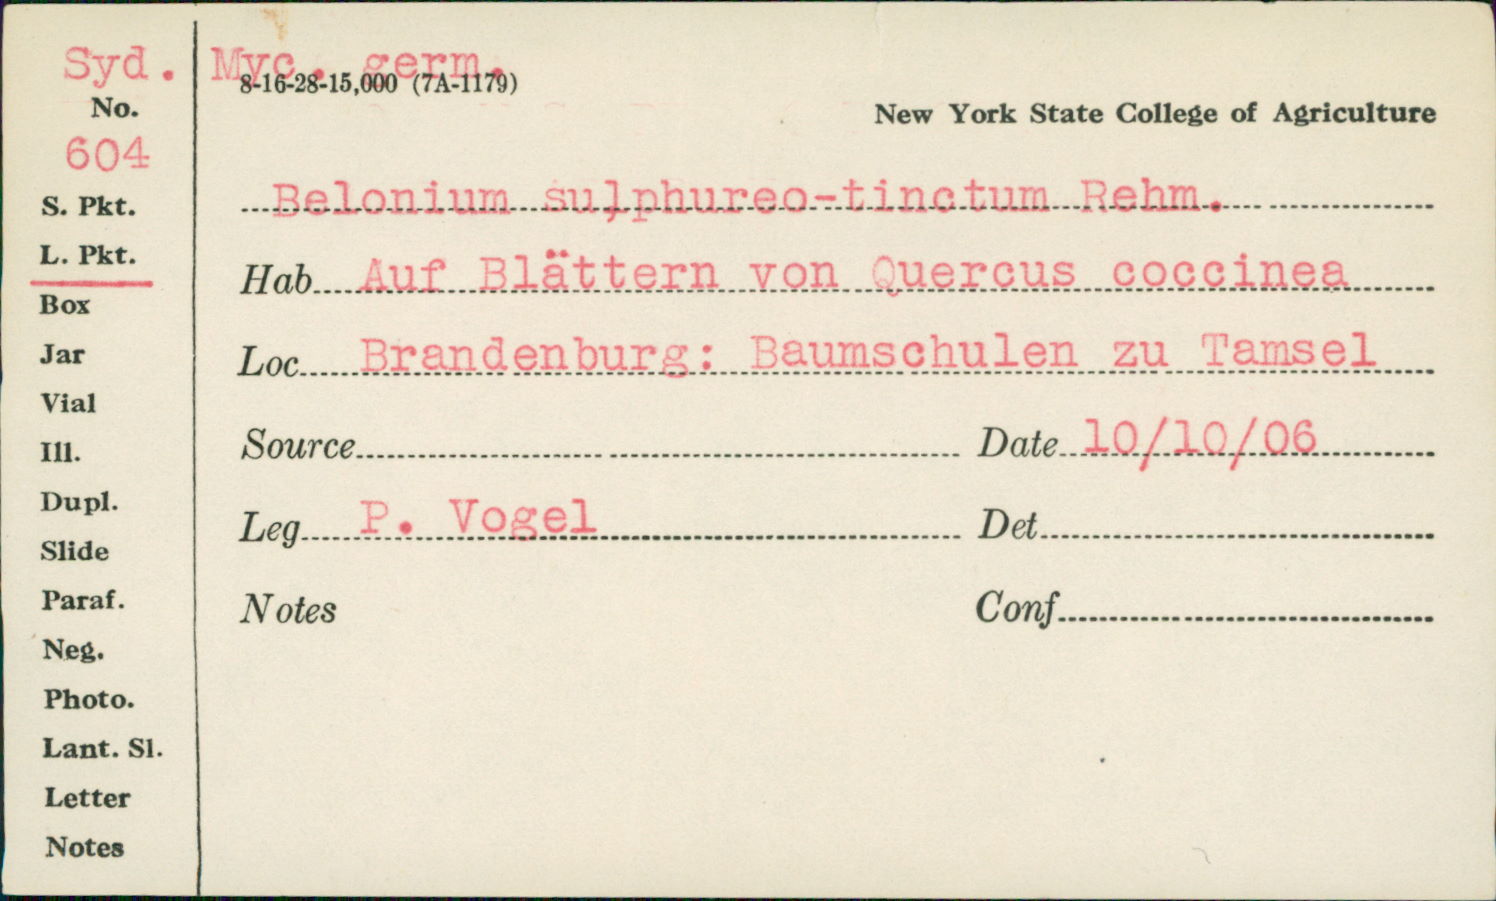 Syd. Myc. germ.
8-16-28-15,000 (7A-1179)
No.
604
New York State College of Agriculture
S. Pkt.
L. Pkt.
Box
Jar
Vial
Ill.
Dupl.
Slide
Paraf.
Neg.
Photo.
Lant. Sl.
Letter
Notes
Belonium sulphureo-tinctum Rehm.
Hab. Auf Blättern von Quercus coccinea
Loc. Brandenburg: Baumschulen zu Tamsel
Source Date 10/10/06
Leg P. Vogel Det
Notes Conf